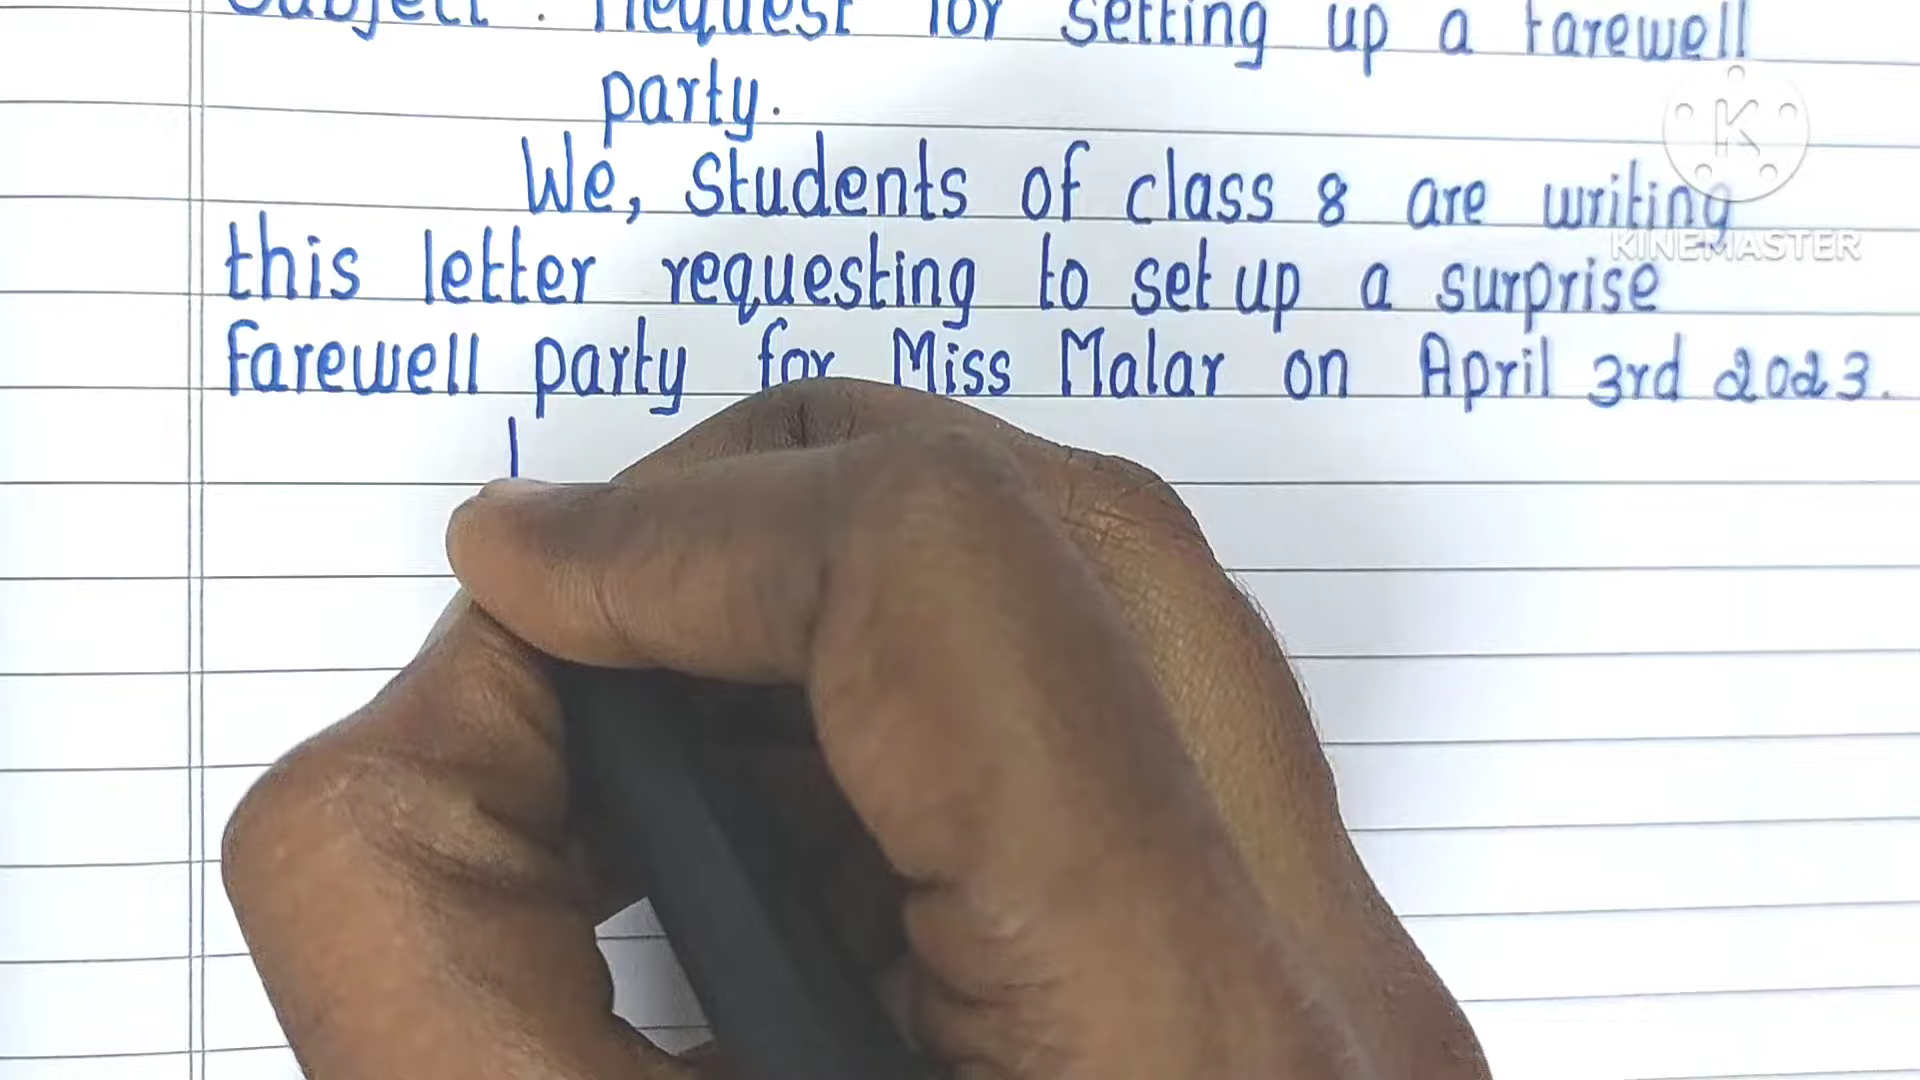 Subject : Request for setting up a farewell
party.
We, students of class 8 are writing
this letter requesting to set up a surprise
farewell party for Miss Malar on April 3rd 2023.
K
KINEMASTER